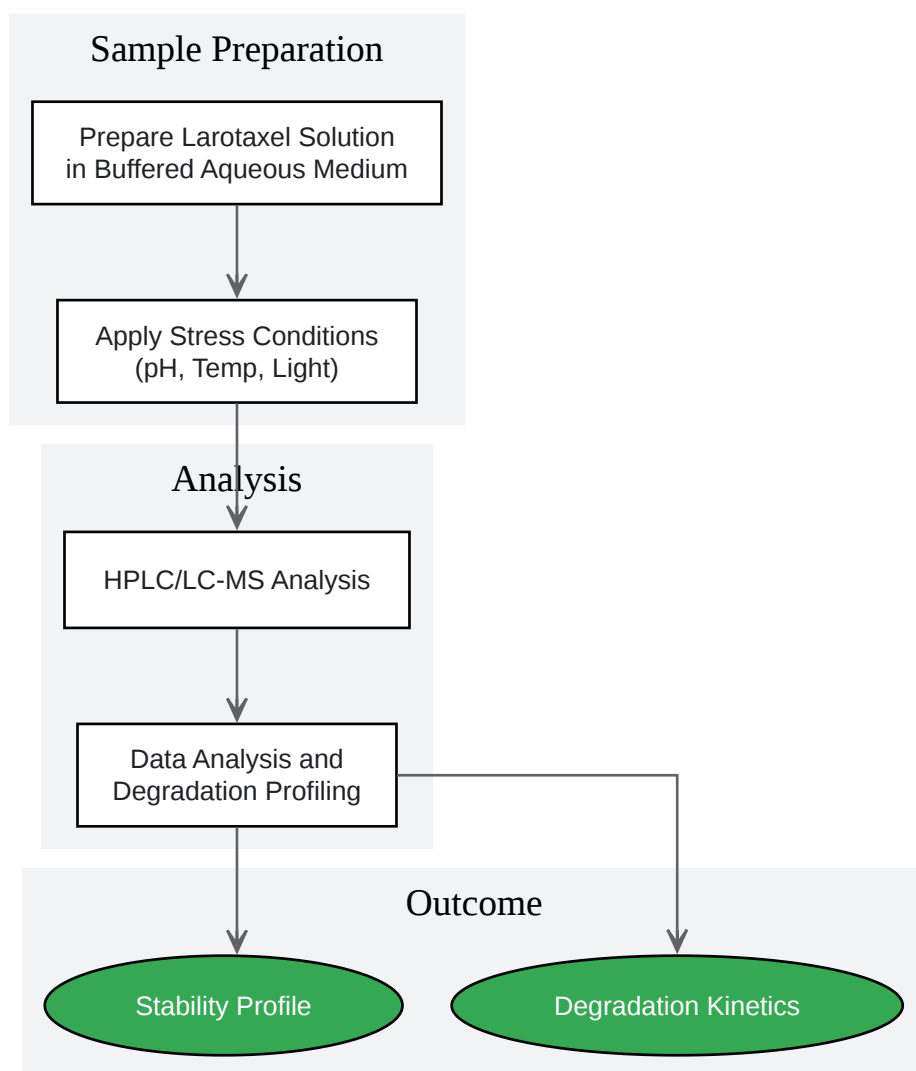 Sample Preparation
Prepare Larotaxel Solution
in Buffered Aqueous Medium
Apply Stress Conditions
(pH, Temp, Light)
Analysis
HPLC/LC-MS Analysis
Data Analysis and
Degradation Profiling
Outcome
Stability Profile
Degradation Kinetics